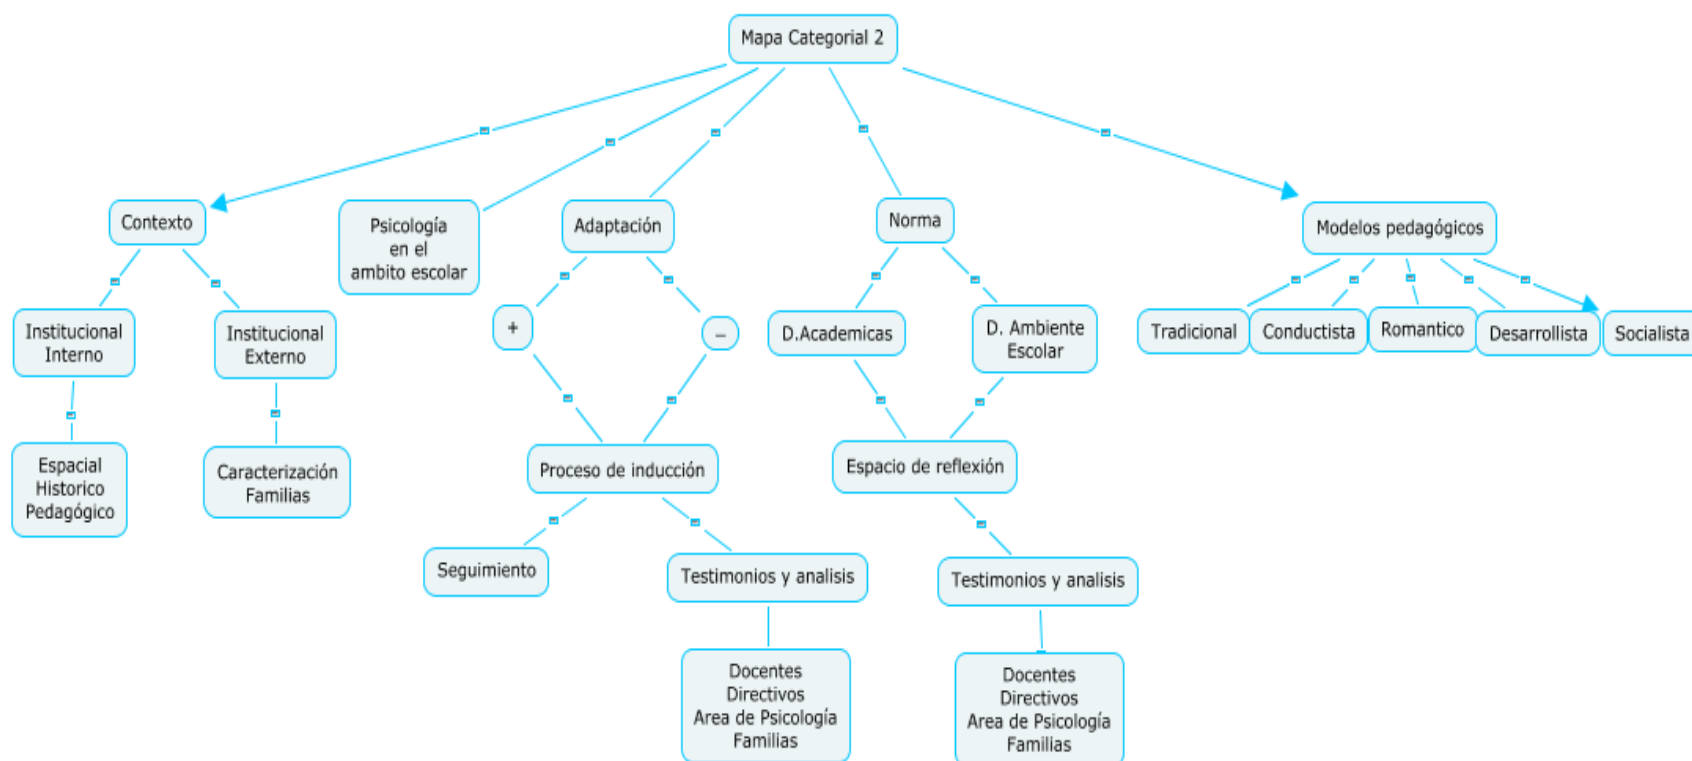 Mapa Categorial 2
Contexto
Psicología
en el
ambito escolar
Adaptación
Norma
Modelos pedagógicos
Institucional
Interno
Institucional
Externo
+
–
D.Academicas
D. Ambiente
Escolar
Tradicional
Conductista
Romantico
Desarrollista
Socialista
Espacial
Historico
Pedagógico
Caracterización
Familias
Proceso de inducción
Espacio de reflexión
Seguimiento
Testimonios y analisis
Testimonios y analisis
Docentes
Directivos
Area de Psicología
Familias
Docentes
Directivos
Area de Psicología
Familias